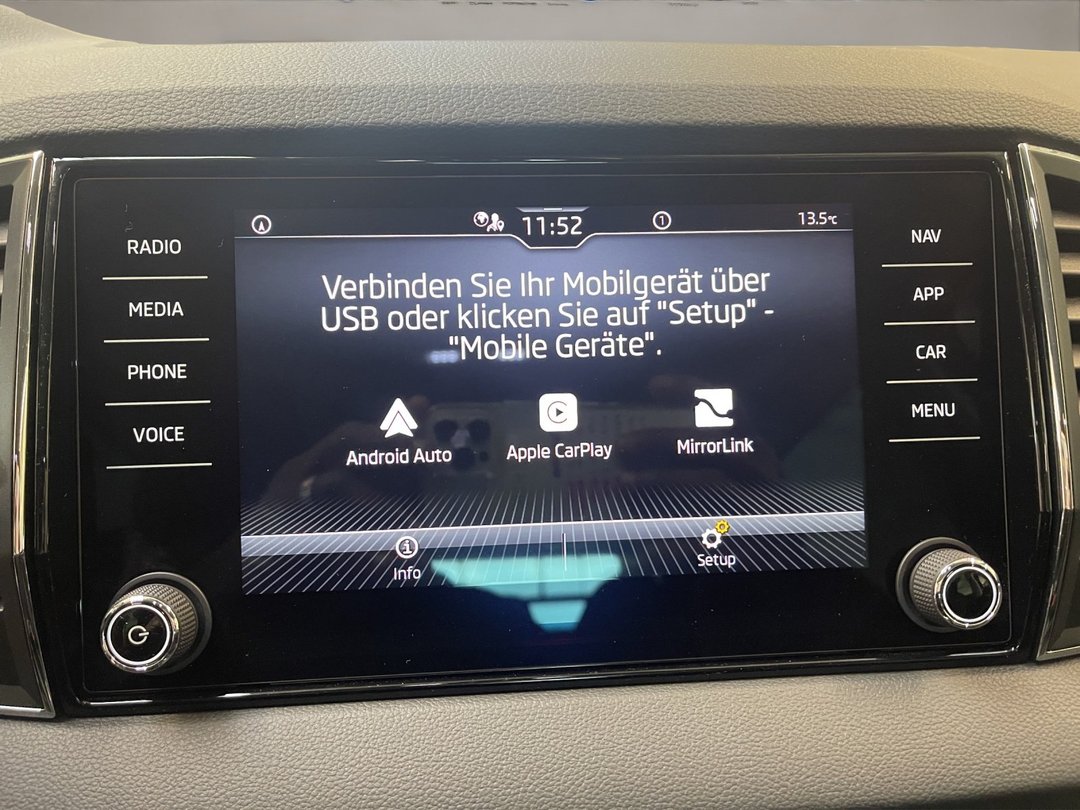 11:52
1
13.5°C
RADIO
MEDIA
PHONE
VOICE
Verbinden Sie Ihr Mobilgerät über
USB oder klicken Sie auf "Setup" -
"Mobile Geräte".
Android Auto
Apple CarPlay
MirrorLink
Info
Setup
NAV
APP
CAR
MENU